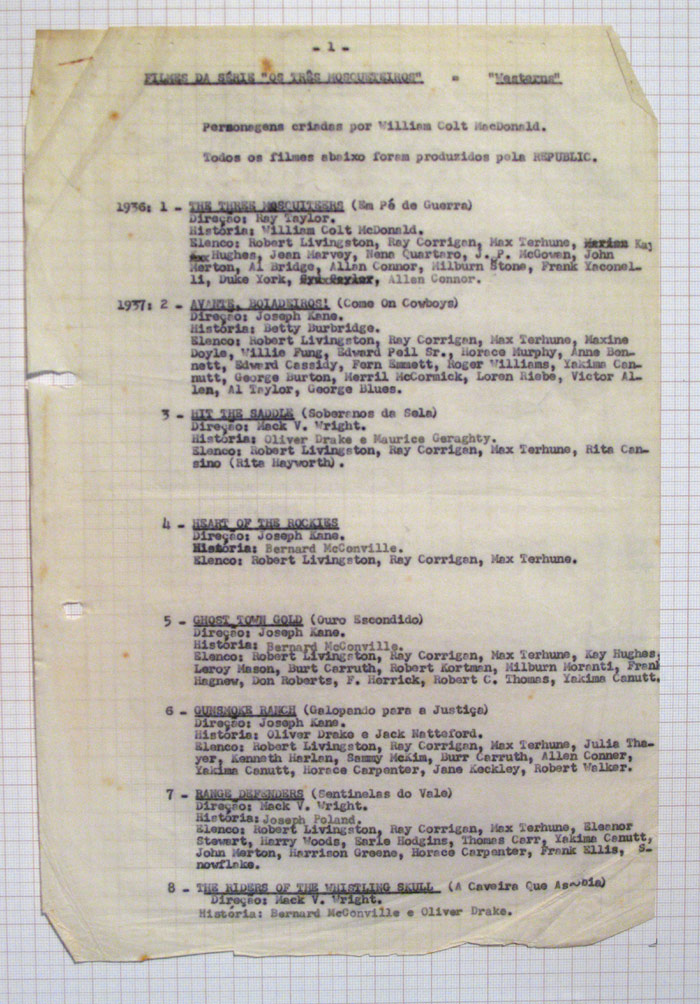 - 1 -
FILMES DA SÉRIE "OS TRÊS MOSQUETEIROS" - "Westerns"
Personagens criadas por William Colt MacDonald.
Todos os filmes abaixo foram produzidos pela REPUBLIC.
1936: 1 - THE THREE MOSQUITEERS (Em Pé de Guerra)
Direção: Ray Taylor.
História: William Colt McDonald.
Elenco: Robert Livingston, Ray Corrigan, Max Terhune, Kay
Hughes, Jean Harvey, Nena Quartaro, J. P. McGowan, John
Merton, Al Bridge, Allan Connor, Milburn Stone, Frank Yaconel-
li, Duke York, Allen Connor.
1937: 2 - AVANTE, BOIADEIROS! (Come On Cowboys)
Direção: Joseph Kane.
História: Betty Burbridge.
Elenco: Robert Livingston, Ray Corrigan, Max Terhune, Maxine
Doyle, Willie Fung, Edward Peil Sr., Horace Murphy, Anne Ben-
nett, Edward Cassidy, Fern Emmett, Roger Williams, Yakima Can-
nutt, George Burton, Merril McCormick, Loren Riebe, Victor Al-
lan, Al Taylor, George Blues.
3 - HIT THE SADDLE (Soberanos da Sela)
Direção: Mack V. Wright.
História: Oliver Drake e Maurice Geraghty.
Elenco: Robert Livingston, Ray Corrigan, Max Terhune, Rita Can-
sino (Rita Hayworth).
4 - HEART OF THE ROCKIES
Direção: Joseph Kane.
História: Bernard McConville.
Elenco: Robert Livingston, Ray Corrigan, Max Terhune.
5 - GHOST TOWN GOLD (Ouro Escondido)
Direção: Joseph Kane.
História: Bernard McConville.
Elenco: Robert Livingston, Ray Corrigan, Max Terhune, Kay Hughes,
Leroy Mason, Burt Carruth, Robert Kortman, Milburn Moranti, Frank
Hagnew, Don Roberts, F. Herrick, Robert C. Thomas, Yakima Canutt.
6 - GUNSMOKE RANCH (Galopando para a Justiça)
Direção: Joseph Kane.
História: Oliver Drake e Jack Natteford.
Elenco: Robert Livingston, Ray Corrigan, Max Terhune, Julia Tha-
yer, Kenneth Harlan, Sammy McKim, Burr Carruth, Allen Conner,
Yakima Canutt, Horace Carpenter, Jane Keckley, Robert Walker.
7 - RANGE DEFENDERS (Sentinelas do Vale)
Direção: Mack V. Wright.
História: Joseph Poland.
Elenco: Robert Livingston, Ray Corrigan, Max Terhune, Eleanor
Stewart, Harry Woods, Earle Hodgins, Thomas Carr, Yakima Canutt,
John Merton, Harrison Greene, Horace Carpenter, Frank Ellis, S-
nowflake.
8 - THE RIDERS OF THE WHISTLING SKULL (A Caveira Que Assobia)
Direção: Mack V. Wright.
História: Bernard McConville e Oliver Drake.